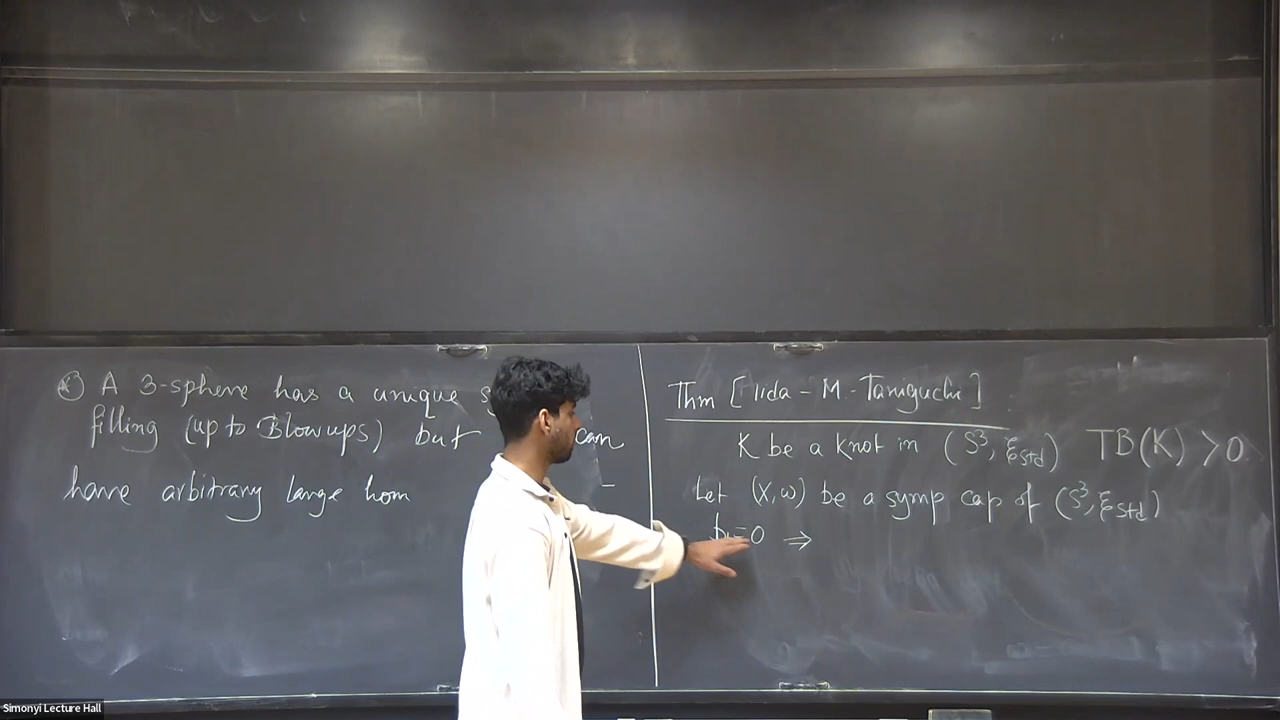 A 3-sphere has a unique
filling (up to Blowups) but can
have arbitrary large hom
Thm [Iida - M - Taniguchi]
K be a knot in (S³, ξstd) TB(K) > 0.
Let (X, ω) be a symp cap of (S³, ξstd)
=0 ⇒
Simonyi Lecture Hall